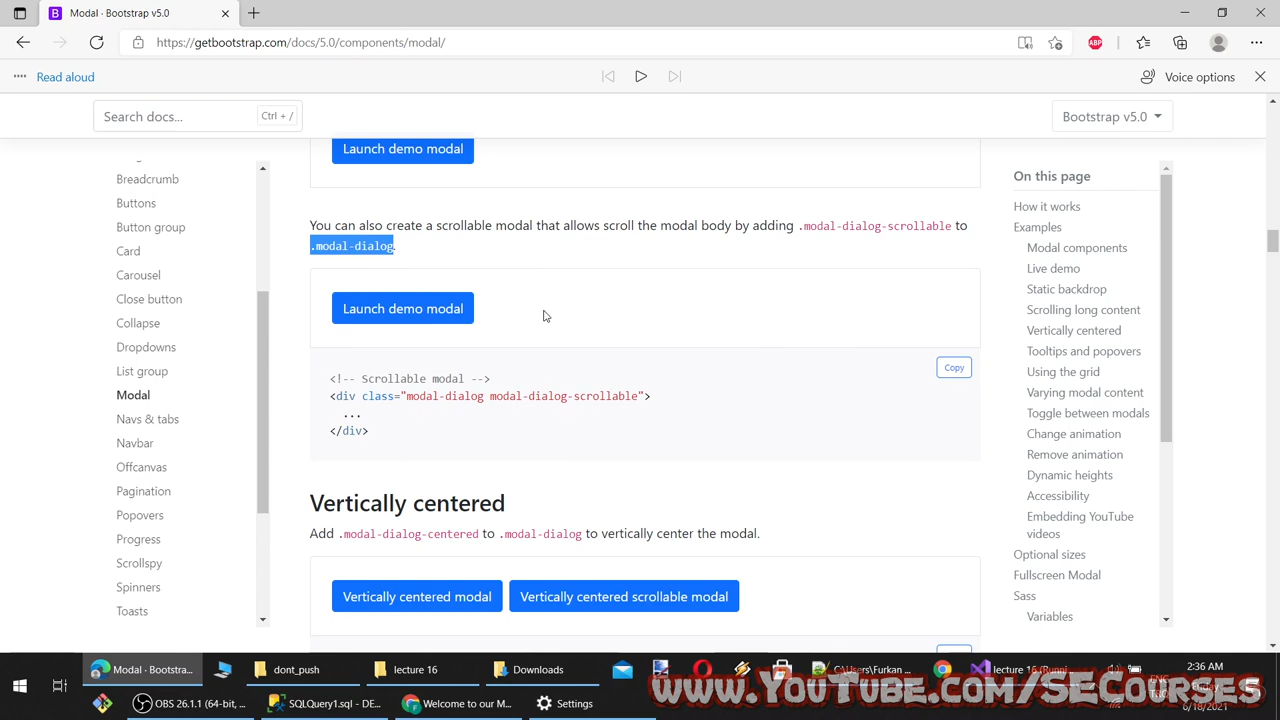 Modal · Bootstrap v5.0
https://getbootstrap.com/docs/5.0/components/modal/
ABP
Read aloud
Voice options
Search docs...
Ctrl + /
Bootstrap v5.0
Breadcrumb
Buttons
Button group
Card
Carousel
Close button
Collapse
Dropdowns
List group
Modal
Navs & tabs
Navbar
Offcanvas
Pagination
Popovers
Progress
Scrollspy
Spinners
Toasts
Launch demo modal
You can also create a scrollable modal that allows scroll the modal body by adding .modal-dialog-scrollable to
.modal-dialog.
Launch demo modal
Copy
<!-- Scrollable modal -->
<div class="modal-dialog modal-dialog-scrollable">
...
</div>
Vertically centered
Add .modal-dialog-centered to .modal-dialog to vertically center the modal.
Vertically centered modal
Vertically centered scrollable modal
On this page
How it works
Examples
Modal components
Live demo
Static backdrop
Scrolling long content
Vertically centered
Tooltips and popovers
Using the grid
Varying modal content
Toggle between modals
Change animation
Remove animation
Dynamic heights
Accessibility
Embedding YouTube
videos
Optional sizes
Fullscreen Modal
Sass
Variables
Modal · Bootstra...
dont_push
lecture 16
Downloads
C:\Users\Furkan ...
lecture 16 (Runni...
2:36 AM
Friday
6/18/2021
OBS 26.1.1 (64-bit, ...
SQLQuery1.sql - DE...
Welcome to our M...
Settings
www.YouTube.com/SECourses